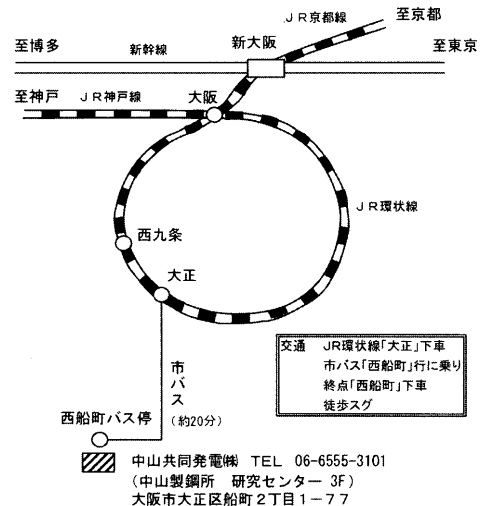 JR京都線
至京都
新大阪
至博多
新幹線
至東京
至神戸
JR神戸線
大阪
JR環状線
西九条
大正
交通 JR環状線「大正」下車
市バス「西船町」行に乗り
終点「西船町」下車
徒歩スグ
市バス
(約20分)
西船町バス停
中山共同発電㈱ TEL 06-6555-3101
(中山製鋼所 研究センター 3F)
大阪市大正区船町2丁目1-77